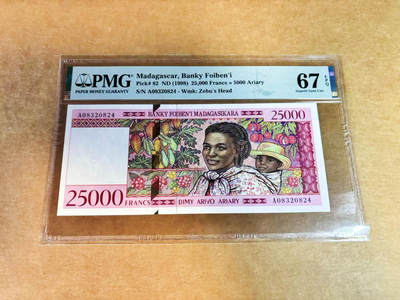 PMG
PAPER MONEY GUARANTY
Madagascar, Banky Foiben'i
Pick# 82 ND (1998) 25,000 Francs = 5000 Ariary
S/N A08320824 - Wmk: Zebu's Head
67 EPQ
Superb Gem Unc
A08320824
BANKY FOIBEN'I MADAGASIKARA
25000
25000
FRANCS
DIMY ARIVO ARIARY
A08320824